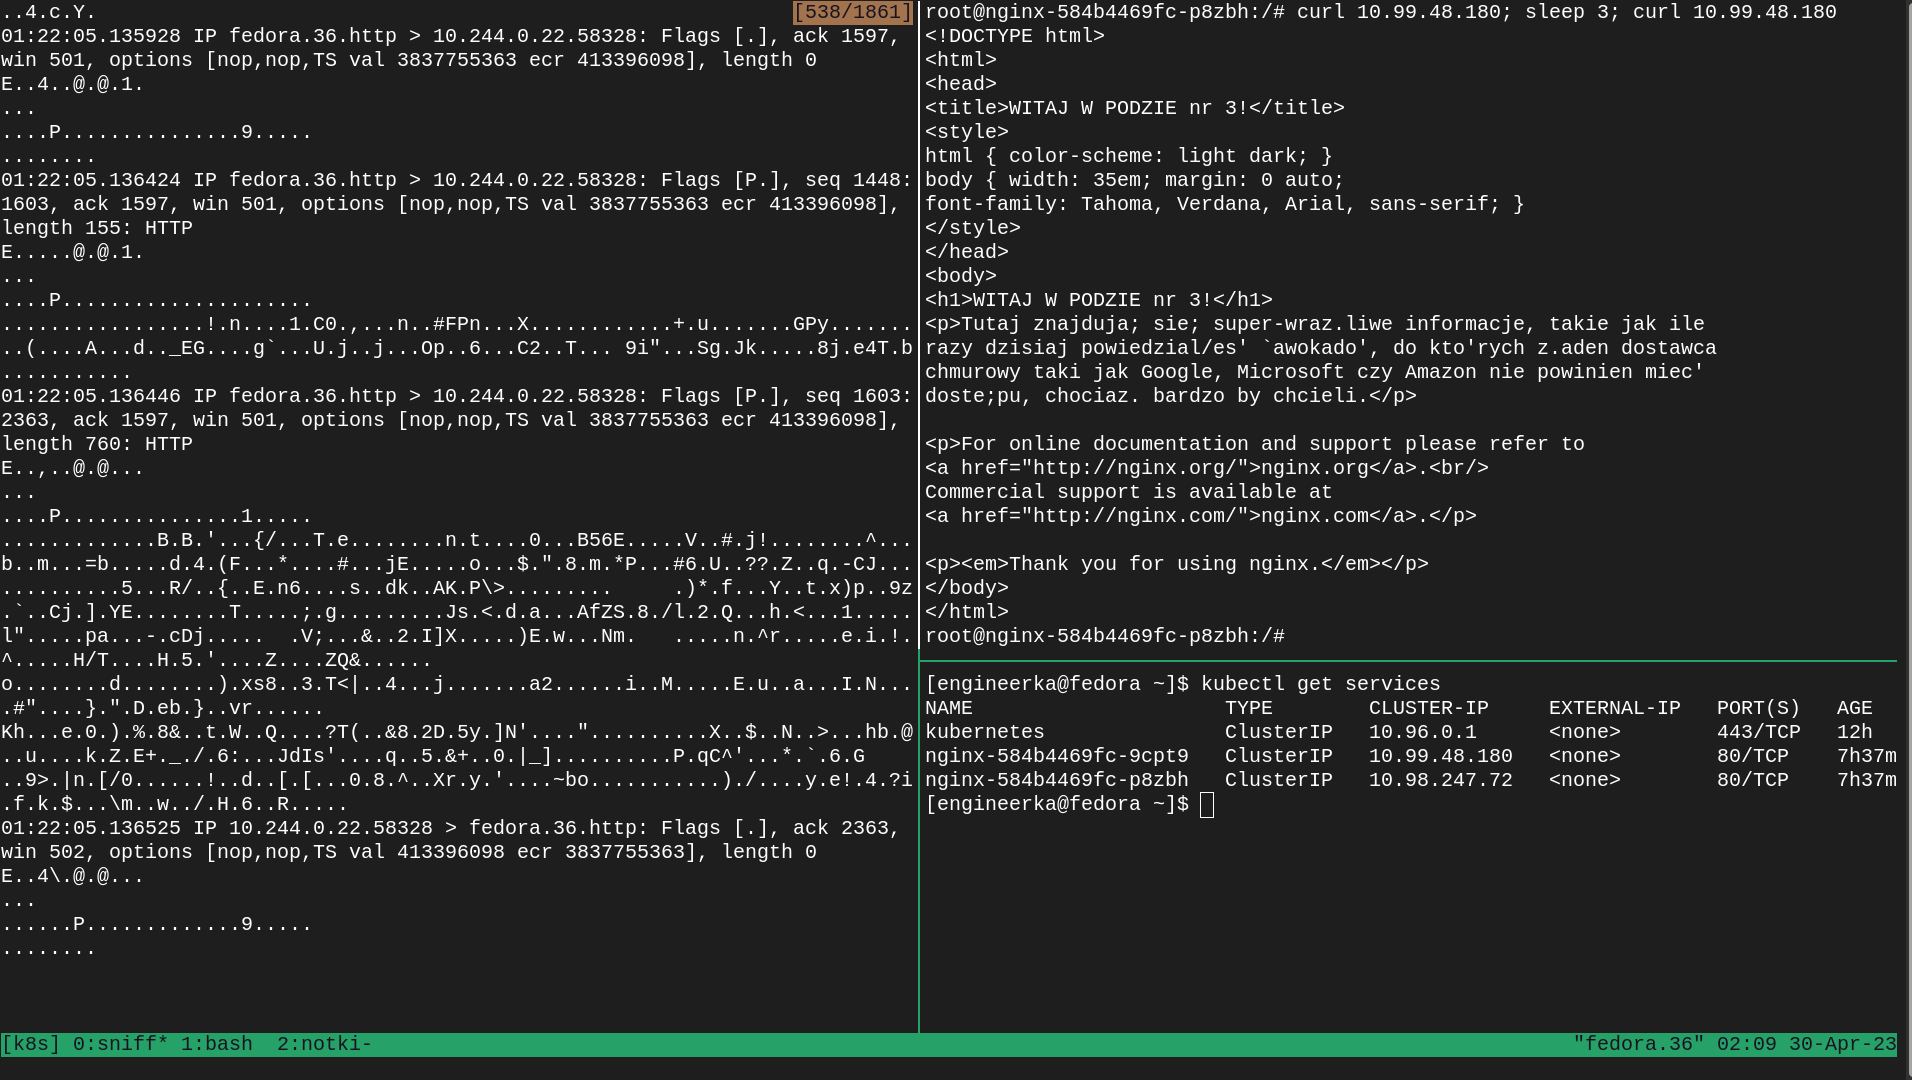 ..4.c.Y. [538/1861]
01:22:05.135928 IP fedora.36.http > 10.244.0.22.58328: Flags [.], ack 1597,
win 501, options [nop,nop,TS val 3837755363 ecr 413396098], length 0
E..4..@.@.1.
...
....P...............9.....
........
01:22:05.136424 IP fedora.36.http > 10.244.0.22.58328: Flags [P.], seq 1448:
1603, ack 1597, win 501, options [nop,nop,TS val 3837755363 ecr 413396098],
length 155: HTTP
E.....@.@.1.
...
....P.....................
.................!.n....1.C0.,...n..#FPn...X............+.u.......GPy.......
..(....A...d.._EG....g`...U.j..j...Op..6...C2..T... 9i"...Sg.Jk.....8j.e4T.b
...........
01:22:05.136446 IP fedora.36.http > 10.244.0.22.58328: Flags [P.], seq 1603:
2363, ack 1597, win 501, options [nop,nop,TS val 3837755363 ecr 413396098],
length 760: HTTP
E..,..@.@...
...
....P...............1.....
.............B.B.'...{/...T.e........n.t....0...B56E.....V..#.j!........^...
b..m...=b.....d.4.(F...*....#...jE.....o...$.".8.m.*P...#6.U..??.Z..q.-CJ...
..........5...R/..{..E.n6....s..dk..AK.P\>.........     .)*.f...Y..t.x)p..9z
.`..Cj.].YE........T.....;.g.........Js.<.d.a...AfZS.8./l.2.Q...h.<...1.....
l".....pa...-.cDj.....  .V;...&..2.I]X.....)E.w...Nm.   .....n.^r.....e.i.!.
^.....H/T....H.5.'....Z....ZQ&......
o........d........).xs8..3.T<|..4...j.......a2......i..M.....E.u..a...I.N...
.#"....}.".D.eb.}..vr......
Kh...e.0.).%.8&..t.W..Q....?T(..&8.2D.5y.]N'...."..........X..$..N..>...hb.@
..u....k.Z.E+._./.6:...JdIs'....q..5.&+..0.|_]..........P.qC^'...*.`.6.G
..9>.|n.[/0......!..d..[.[...0.8.^..Xr.y.'....~bo...........)./....y.e!.4.?i
.f.k.$...\m..w../.H.6..R.....
01:22:05.136525 IP 10.244.0.22.58328 > fedora.36.http: Flags [.], ack 2363,
win 502, options [nop,nop,TS val 413396098 ecr 3837755363], length 0
E..4\.@.@...
...
......P.............9.....
........
root@nginx-584b4469fc-p8zbh:/# curl 10.99.48.180; sleep 3; curl 10.99.48.180
<!DOCTYPE html>
<html>
<head>
<title>WITAJ W PODZIE nr 3!</title>
<style>
html { color-scheme: light dark; }
body { width: 35em; margin: 0 auto;
font-family: Tahoma, Verdana, Arial, sans-serif; }
</style>
</head>
<body>
<h1>WITAJ W PODZIE nr 3!</h1>
<p>Tutaj znajduja; sie; super-wraz.liwe informacje, takie jak ile
razy dzisiaj powiedzial/es' `awokado', do kto'rych z.aden dostawca
chmurowy taki jak Google, Microsoft czy Amazon nie powinien miec'
doste;pu, chociaz. bardzo by chcieli.</p>

<p>For online documentation and support please refer to
<a href="http://nginx.org/">nginx.org</a>.<br/>
Commercial support is available at
<a href="http://nginx.com/">nginx.com</a>.</p>

<p><em>Thank you for using nginx.</em></p>
</body>
</html>
root@nginx-584b4469fc-p8zbh:/#
[engineerka@fedora ~]$ kubectl get services
NAME                     TYPE        CLUSTER-IP     EXTERNAL-IP   PORT(S)   AGE
kubernetes               ClusterIP   10.96.0.1      <none>        443/TCP   12h
nginx-584b4469fc-9cpt9   ClusterIP   10.99.48.180   <none>        80/TCP    7h37m
nginx-584b4469fc-p8zbh   ClusterIP   10.98.247.72   <none>        80/TCP    7h37m
[engineerka@fedora ~]$
[k8s] 0:sniff* 1:bash  2:notki- "fedora.36" 02:09 30-Apr-23